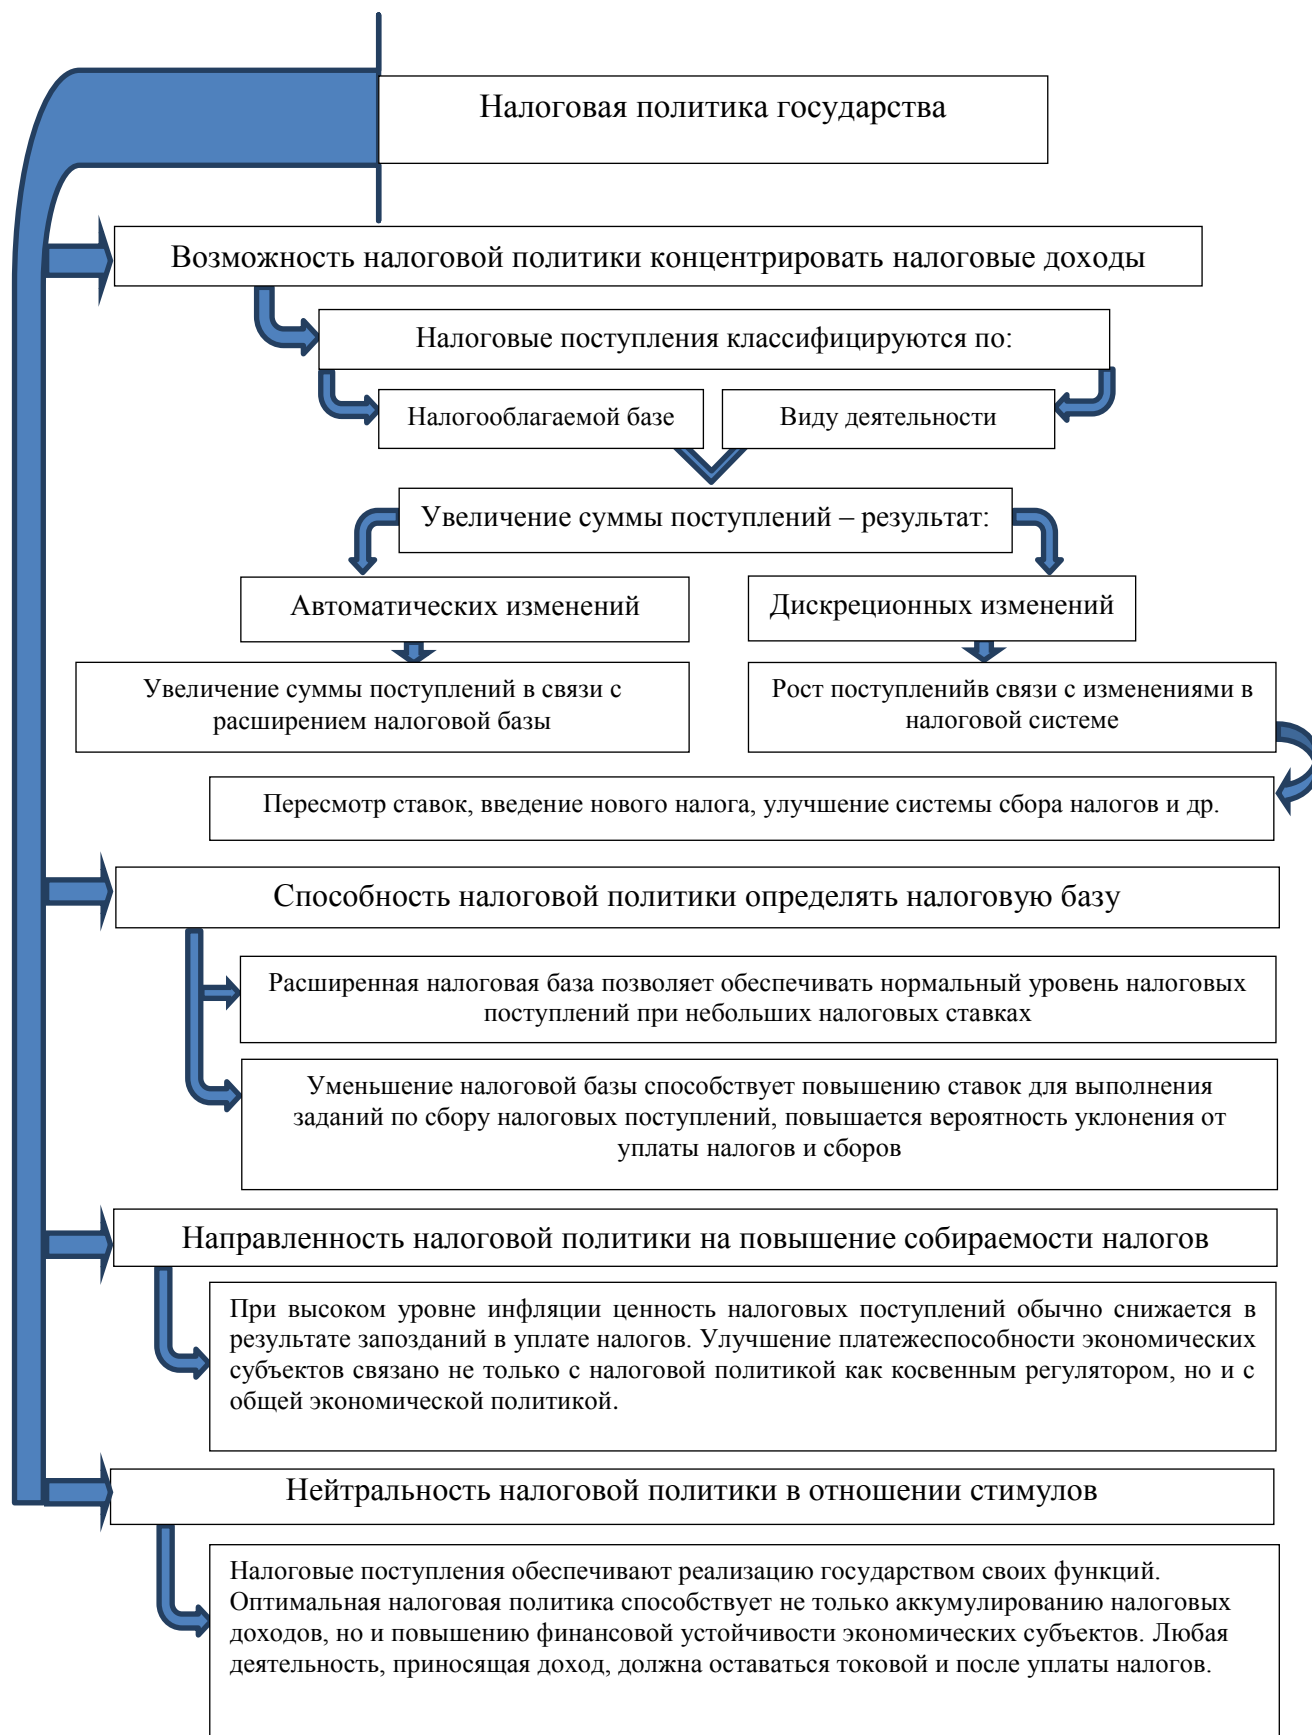 Налоговая политика государства
Возможность налоговой политики концентрировать налоговые доходы
Налоговые поступления классифицируются по:
Налогооблагаемой базе
Виду деятельности
Увеличение суммы поступлений – результат:
Автоматических изменений
Дискреционных изменений
Увеличение суммы поступлений в связи с
расширением налоговой базы
Рост поступленийв связи с изменениями в
налоговой системе
Пересмотр ставок, введение нового налога, улучшение системы сбора налогов и др.
Способность налоговой политики определять налоговую базу
Расширенная налоговая база позволяет обеспечивать нормальный уровень налоговых
поступлений при небольших налоговых ставках
Уменьшение налоговой базы способствует повышению ставок для выполнения
заданий по сбору налоговых поступлений, повышается вероятность уклонения от
уплаты налогов и сборов
Направленность налоговой политики на повышение собираемости налогов
При высоком уровне инфляции ценность налоговых поступлений обычно снижается в
результате запозданий в уплате налогов. Улучшение платежеспособности экономических
субъектов связано не только с налоговой политикой как косвенным регулятором, но и с
общей экономической политикой.
Нейтральность налоговой политики в отношении стимулов
Налоговые поступления обеспечивают реализацию государством своих функций.
Оптимальная налоговая политика способствует не только аккумулированию налоговых
доходов, но и повышению финансовой устойчивости экономических субъектов. Любая
деятельность, приносящая доход, должна оставаться токовой и после уплаты налогов.